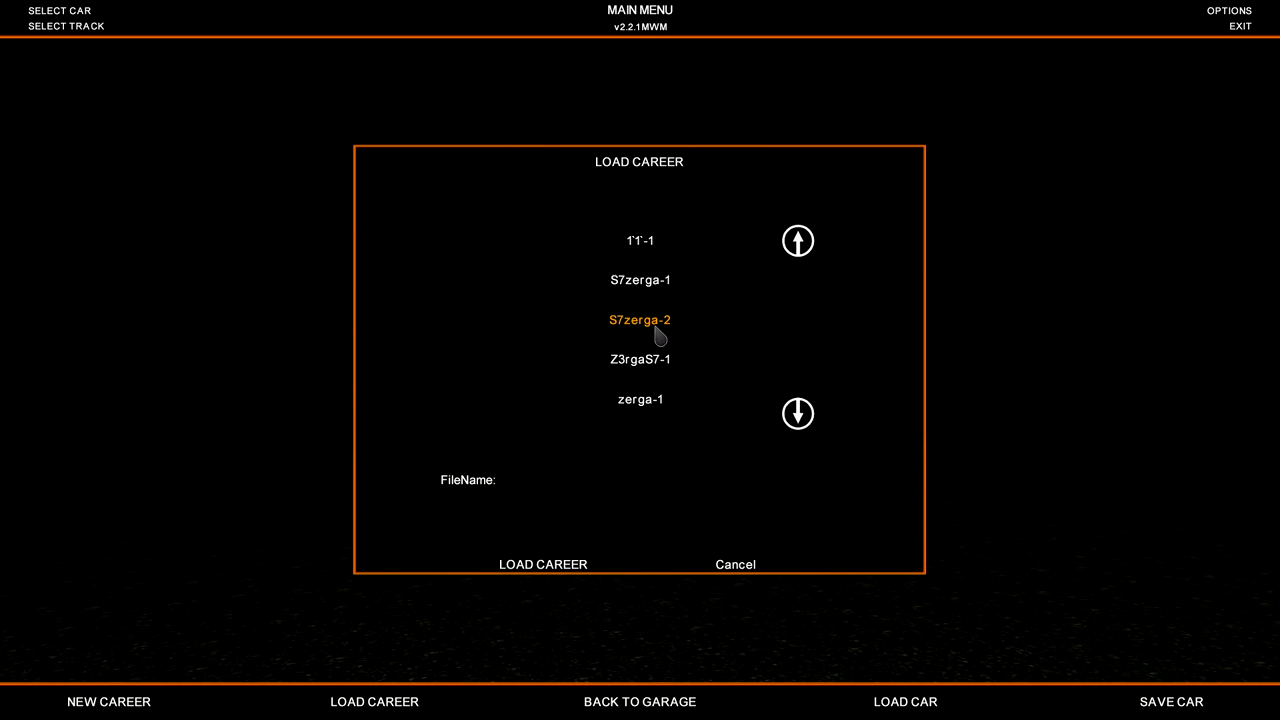 SELECT CAR
SELECT TRACK
MAIN MENU
v2.2.1MWM
OPTIONS
EXIT
LOAD CAREER
1`1`-1
S7zerga-1
S7zerga-2
Z3rgaS7-1
zerga-1
FileName:
LOAD CAREER
Cancel
NEW CAREER
LOAD CAREER
BACK TO GARAGE
LOAD CAR
SAVE CAR